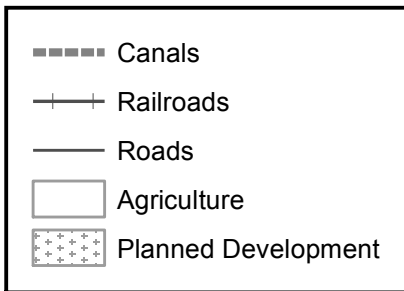 Canals
Railroads
Roads
Agriculture
Planned Development